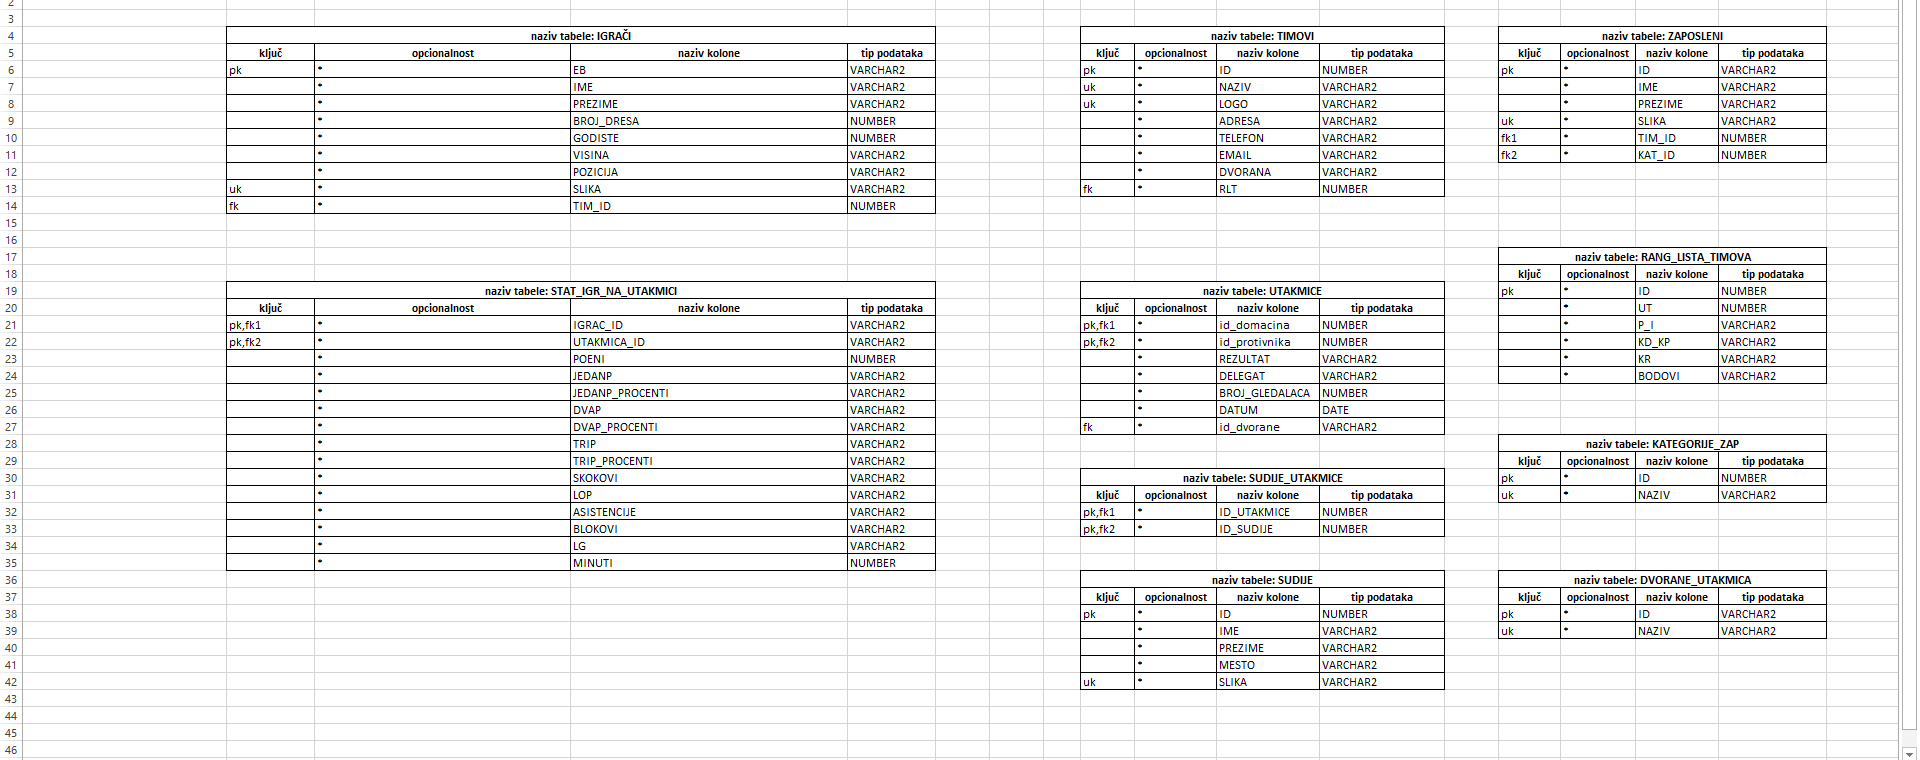 2
3
4
5
6
7
8
9
10
11
12
13
14
15
16
17
18
19
20
21
22
23
24
25
26
27
28
29
30
31
32
33
34
35
36
37
38
39
40
41
42
43
44
45
46
naziv tabele: IGRAČI
ključ opcionalnost naziv kolone tip podataka
pk * EB VARCHAR2
* IME VARCHAR2
* PREZIME VARCHAR2
* BROJ_DRESA NUMBER
* GODISTE NUMBER
* VISINA VARCHAR2
* POZICIJA VARCHAR2
uk * SLIKA VARCHAR2
fk * TIM_ID NUMBER
naziv tabele: STAT_IGR_NA_UTAKMICI
ključ opcionalnost naziv kolone tip podataka
pk,fk1 * IGRAC_ID VARCHAR2
pk,fk2 * UTAKMICA_ID VARCHAR2
* POENI NUMBER
* JEDANP VARCHAR2
* JEDANP_PROCENTI VARCHAR2
* DVAP VARCHAR2
* DVAP_PROCENTI VARCHAR2
* TRIP VARCHAR2
* TRIP_PROCENTI VARCHAR2
* SKOKOVI VARCHAR2
* LOP VARCHAR2
* ASISTENCIJE VARCHAR2
* BLOKOVI VARCHAR2
* LG VARCHAR2
* MINUTI NUMBER
naziv tabele: TIMOVI
ključ opcionalnost naziv kolone tip podataka
pk * ID NUMBER
uk * NAZIV VARCHAR2
uk * LOGO VARCHAR2
* ADRESA VARCHAR2
* TELEFON VARCHAR2
* EMAIL VARCHAR2
* DVORANA VARCHAR2
fk * RLT NUMBER
naziv tabele: UTAKMICE
ključ opcionalnost naziv kolone tip podataka
pk,fk1 * id_domacina NUMBER
pk,fk2 * id_protivnika NUMBER
* REZULTAT VARCHAR2
* DELEGAT VARCHAR2
* BROJ_GLEDALACA NUMBER
* DATUM DATE
fk * id_dvorane VARCHAR2
naziv tabele: SUDIJE_UTAKMICE
ključ opcionalnost naziv kolone tip podataka
pk,fk1 * ID_UTAKMICE NUMBER
pk,fk2 * ID_SUDIJE NUMBER
naziv tabele: SUDIJE
ključ opcionalnost naziv kolone tip podataka
pk * ID NUMBER
* IME VARCHAR2
* PREZIME VARCHAR2
* MESTO VARCHAR2
uk * SLIKA VARCHAR2
naziv tabele: ZAPOSLENI
ključ opcionalnost naziv kolone tip podataka
pk * ID VARCHAR2
* IME VARCHAR2
* PREZIME VARCHAR2
uk * SLIKA VARCHAR2
fk1 * TIM_ID NUMBER
fk2 * KAT_ID NUMBER
naziv tabele: RANG_LISTA_TIMOVA
ključ opcionalnost naziv kolone tip podataka
pk * ID NUMBER
* UT NUMBER
* P_I VARCHAR2
* KD_KP VARCHAR2
* KR VARCHAR2
* BODOVI VARCHAR2
naziv tabele: KATEGORIJE_ZAP
ključ opcionalnost naziv kolone tip podataka
pk * ID NUMBER
uk * NAZIV VARCHAR2
naziv tabele: DVORANE_UTAKMICA
ključ opcionalnost naziv kolone tip podataka
pk * ID VARCHAR2
uk * NAZIV VARCHAR2